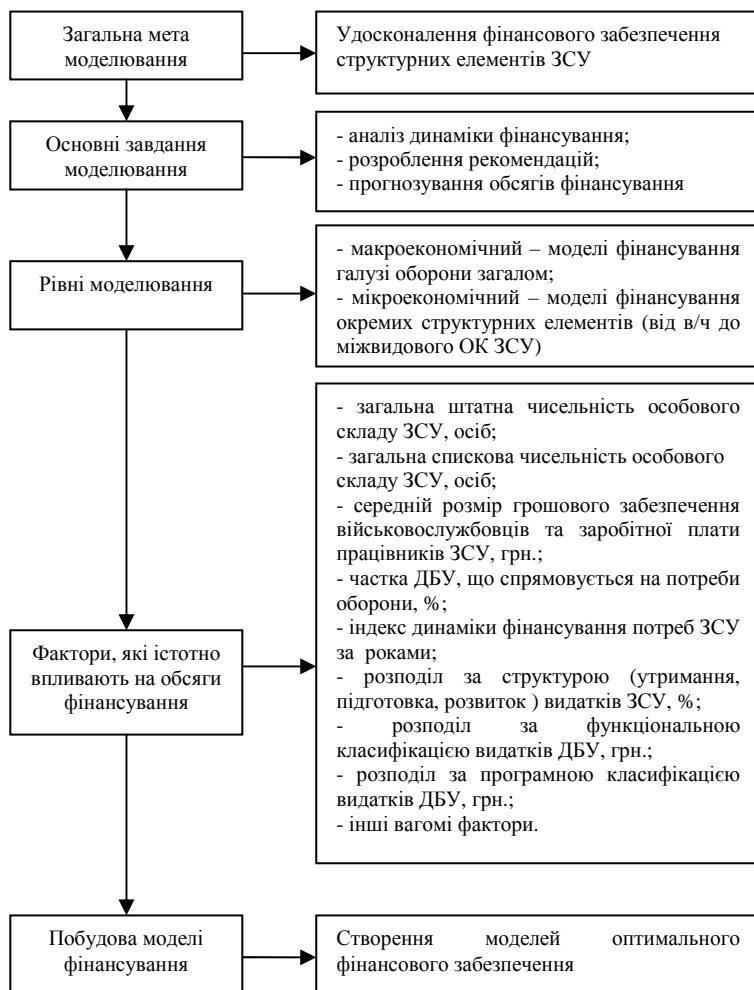 Загальна мета
моделювання
Удосконалення фінансового забезпечення
структурних елементів ЗСУ
Основні завдання
моделювання
- аналіз динаміки фінансування;
- розроблення рекомендацій;
- прогнозування обсягів фінансування
Рівні моделювання
- макроекономічний – моделі фінансування
галузі оборони загалом;
- мікроекономічний – моделі фінансування
окремих структурних елементів (від в/ч до
міжвидового ОК ЗСУ)
Фактори, які істотно
впливають на обсяги
фінансування
- загальна штатна чисельність особового
складу ЗСУ, осіб;
- загальна спискова чисельність особового
складу ЗСУ, осіб;
- середній розмір грошового забезпечення
військовослужбовців та заробітної плати
працівників ЗСУ, грн.;
- частка ДБУ, що спрямовується на потреби
оборони, %;
- індекс динаміки фінансування потреб ЗСУ
за роками;
- розподіл за структурою (утримання,
підготовка, розвиток ) видатків ЗСУ, %;
- розподіл за функціональною
класифікацією видатків ДБУ, грн.;
- розподіл за програмною класифікацією
видатків ДБУ, грн.;
- інші вагомі фактори.
Побудова моделі
фінансування
Створення моделей оптимального
фінансового забезпечення